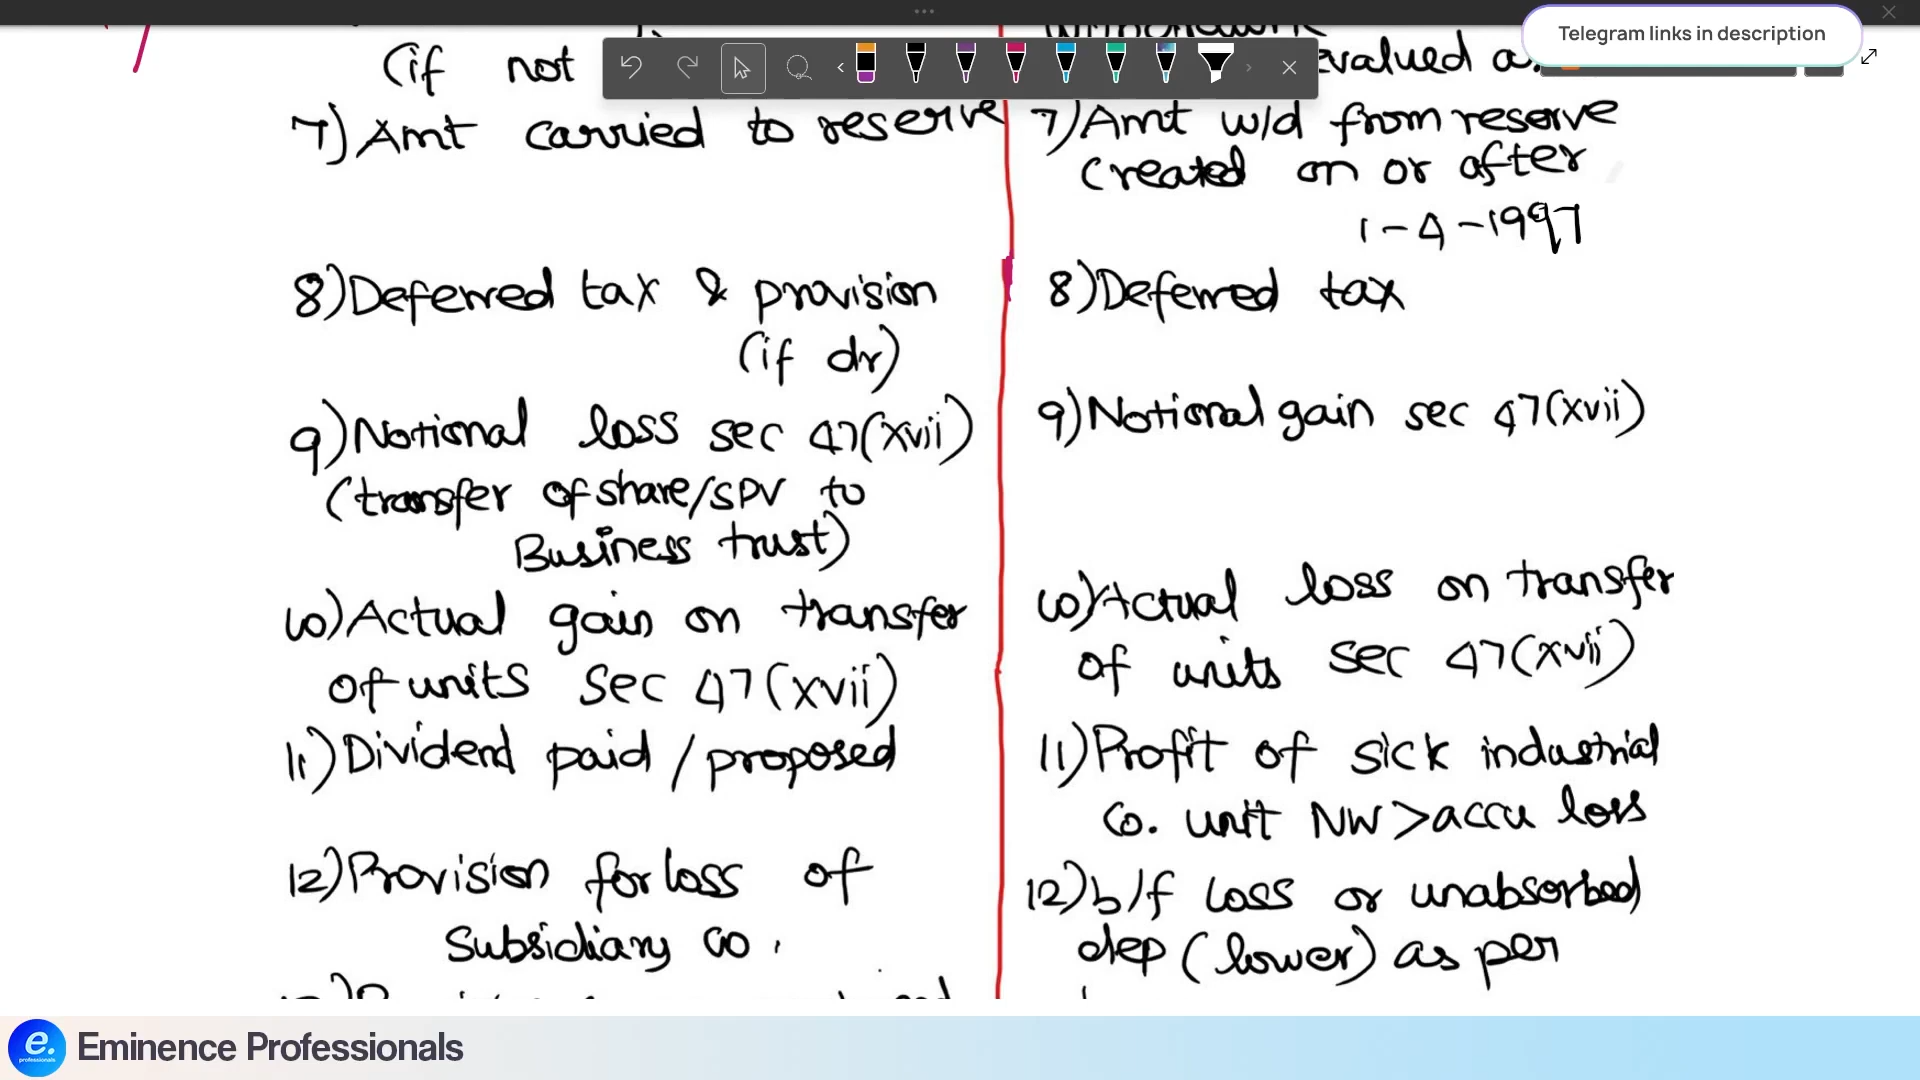 Telegram links in description
(if not
evalued a
7) Amt carried to reserve
8) Deferred tax & provision
(if dr)
9) Notional loss sec 47(xvii)
(transfer of share/SPV to
Business trust)
10) Actual gain on transfer
of units sec 47(xvii)
11) Dividend paid / proposed
12) Provision for loss of
Subsidiary co.
7) Amt w/d from reserve
created on or after
1-4-1997
8) Deferred tax
9) Notional gain sec 47(xvii)
10) Actual loss on transfer
of units sec 47(xvii)
11) Profit of sick industrial
co. unit NW > accu loss
12) b/f loss or unabsorbed
dep (lower) as per
e.
professionals
Eminence Professionals